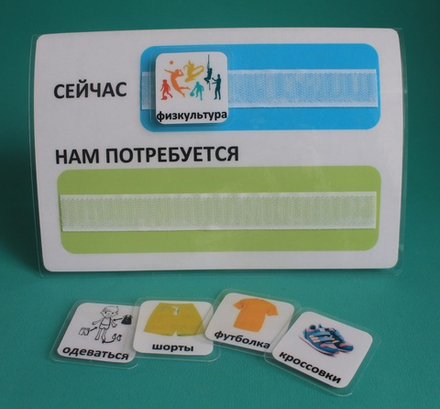 СЕЙЧАС
физкультура
НАМ ПОТРЕБУЕТСЯ
одеваться
шорты
футболка
кроссовки